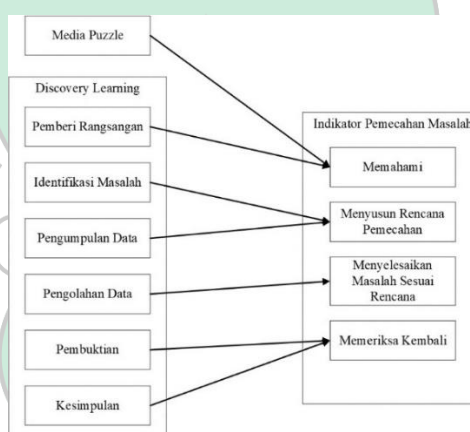 Media Puzzle
Discovery Learning
Pemberi Rangsangan
Identifikasi Masalah
Pengumpulan Data
Pengolahan Data
Pembuktian
Kesimpulan
Indikator Pemecahan Masalah
Memahami
Menyusun Rencana
Pemecahan
Menyelesaikan
Masalah Sesuai
Rencana
Memeriksa Kembali